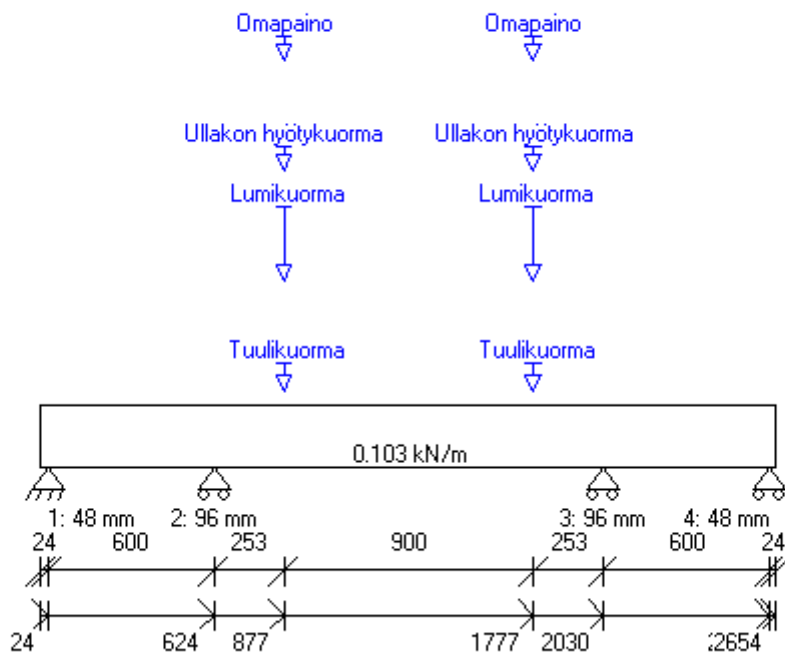 Omapaino Omapaino
Ullakon hyötykuorma Ullakon hyötykuorma
Lumikuorma Lumikuorma
Tuulikuorma Tuulikuorma
0.103 kN/m
1: 48 mm 2: 96 mm 3: 96 mm 4: 48 mm
24 600 253 900 253 600 24
24 624 877 1777 2030 22654